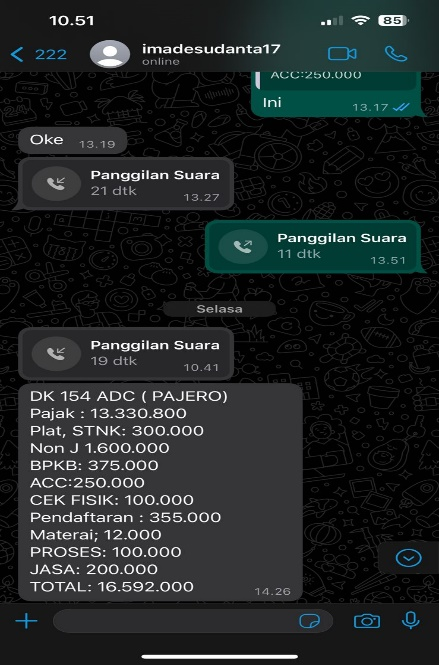 10.51
85
222
imadesudanta17
online
ACC:250.000
Ini
13.17
Oke
13.19
Panggilan Suara
21 dtk
13.27
Panggilan Suara
11 dtk
13.51
Selasa
Panggilan Suara
19 dtk
10.41
DK 154 ADC ( PAJERO)
Pajak : 13.330.800
Plat, STNK: 300.000
Non J 1.600.000
BPKB: 375.000
ACC:250.000
CEK FISIK: 100.000
Pendaftaran : 355.000
Materai; 12.000
PROSES: 100.000
JASA: 200.000
TOTAL: 16.592.000
14.26